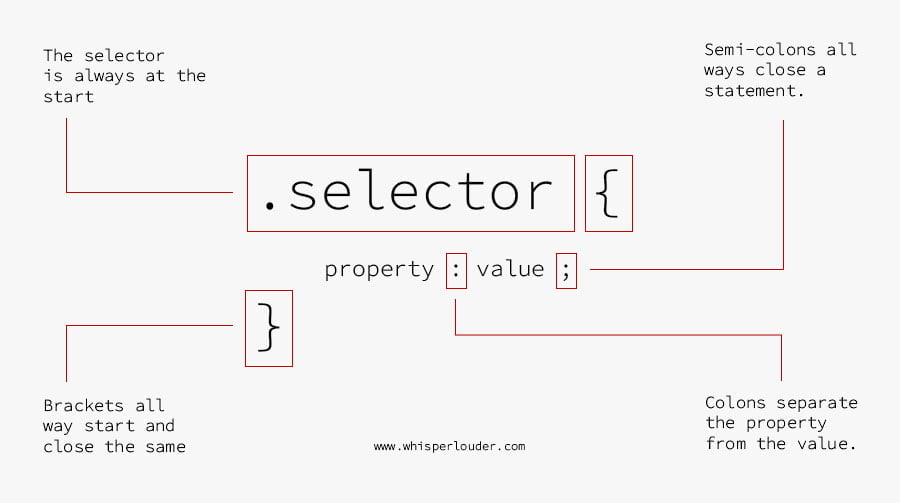 The selector
is always at the
start
Semi-colons all
ways close a
statement.
.selector {
property : value ;
}
Brackets all
way start and
close the same
Colons separate
the property
from the value.
www.whisperlouder.com